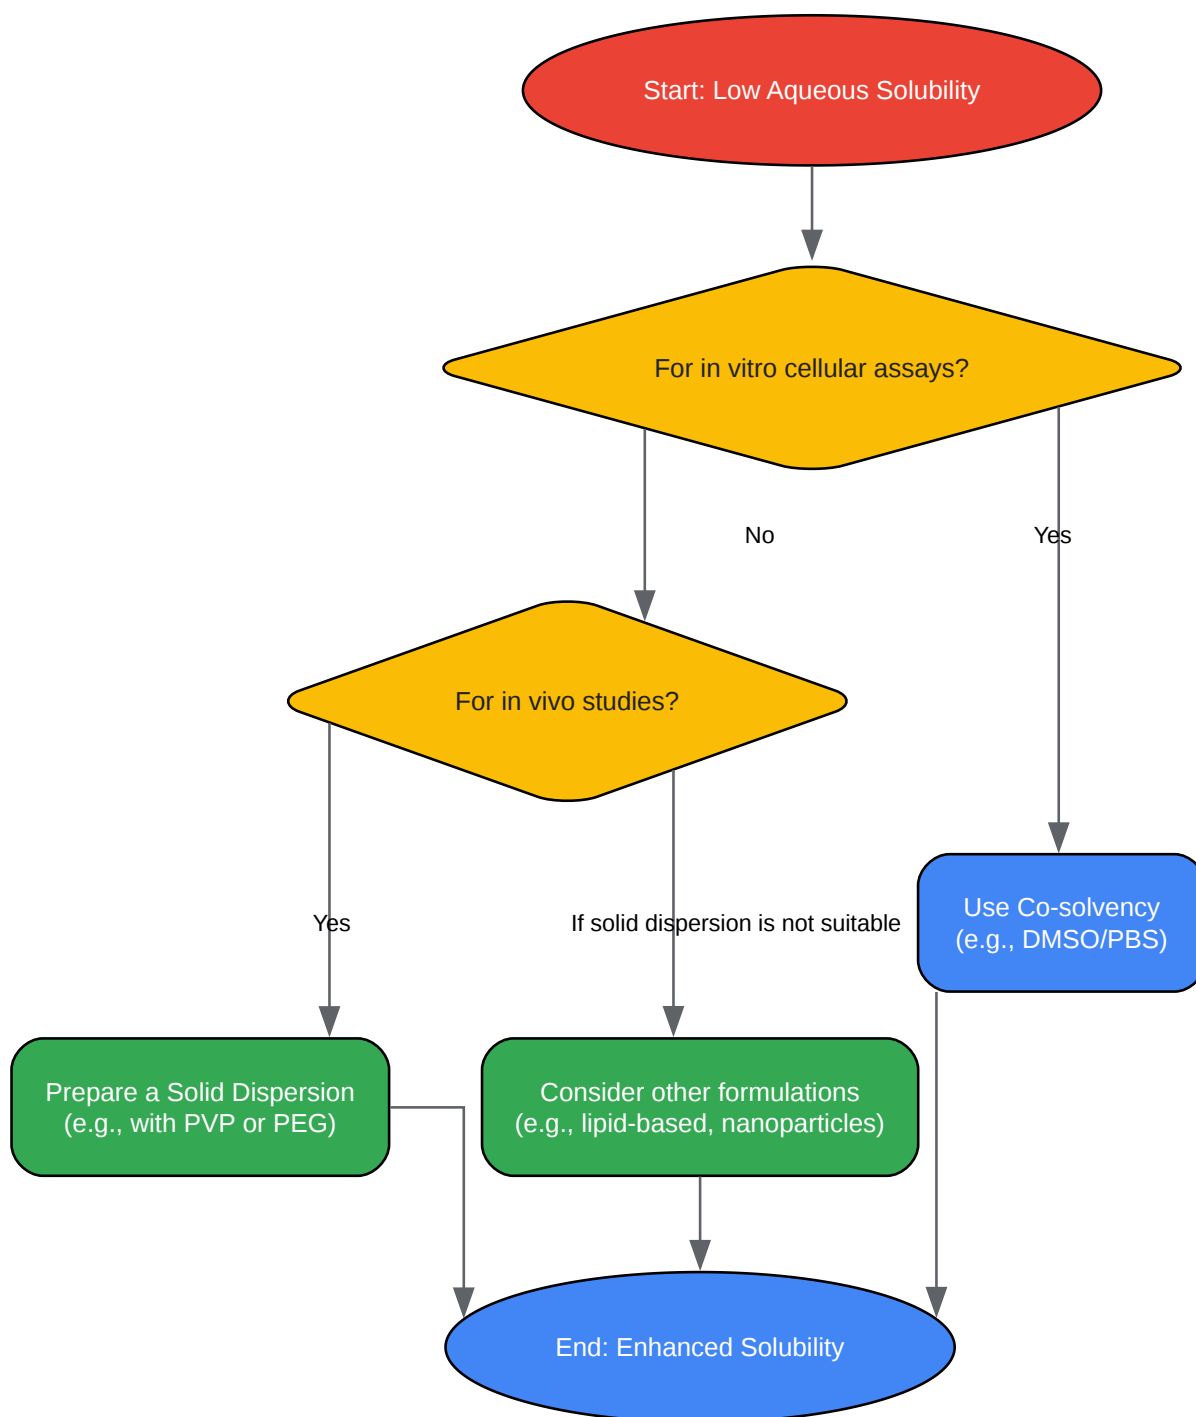 Start: Low Aqueous Solubility
For in vitro cellular assays?
No
Yes
For in vivo studies?
Yes
If solid dispersion is not suitable
Use Co-solvency
(e.g., DMSO/PBS)
Prepare a Solid Dispersion
(e.g., with PVP or PEG)
Consider other formulations
(e.g., lipid-based, nanoparticles)
End: Enhanced Solubility